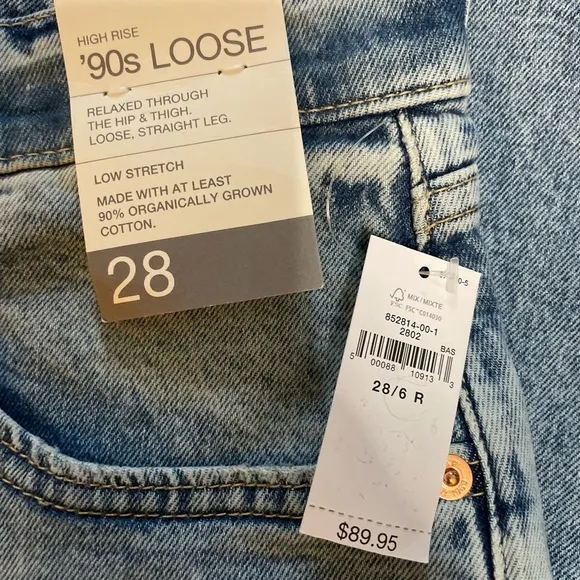 HIGH RISE
'90s LOOSE
RELAXED THROUGH
THE HIP & THIGH.
LOOSE, STRAIGHT LEG.
LOW STRETCH
MADE WITH AT LEAST
90% ORGANICALLY GROWN
COTTON.
28
MIX / MIXTE
FSC® C014030
852814-00-1
2802
BAS
5 00088 10913 3
28/6 R
$89.95